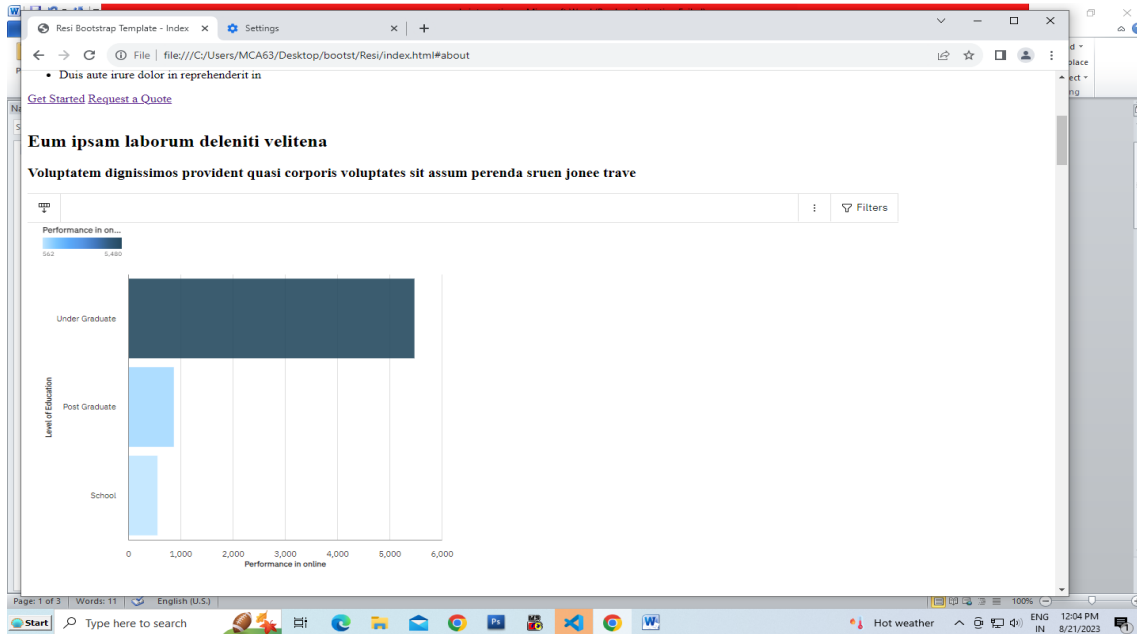 Resi Bootstrap Template - Index
Settings
File
file:///C:/Users/MCA63/Desktop/bootst/Resi/index.html#about
Duis aute irure dolor in reprehenderit in
Get Started Request a Quote
Eum ipsam laborum deleniti velitena
Voluptatem dignissimos provident quasi corporis voluptates sit assum perenda sruen jonee trave
Filters
Performance in on...
562 5,480
Under Graduate
Post Graduate
School
Level of Education
0 1,000 2,000 3,000 4,000 5,000 6,000
Performance in online
Page: 1 of 3 Words: 11 English (U.S.) 100%
Start Type here to search Ps Hot weather ENG 12:04 PM
IN 8/21/2023